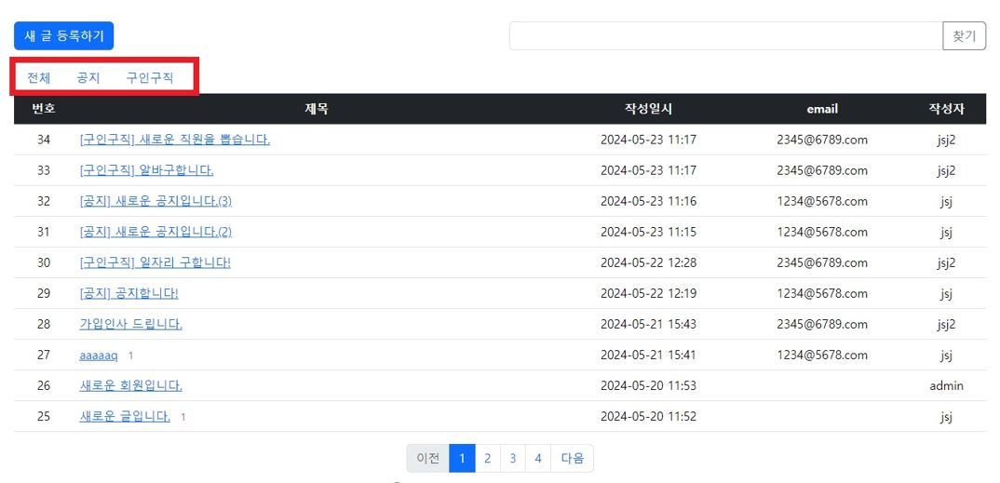 새 글 등록하기 찾기
전체 공지 구인구직
번호 제목 작성일시 email 작성자
34 [구인구직] 새로운 직원을 뽑습니다. 2024-05-23 11:17 2345@6789.com jsj2
33 [구인구직] 알바구합니다. 2024-05-23 11:17 2345@6789.com jsj2
32 [공지] 새로운 공지입니다.(3) 2024-05-23 11:16 1234@5678.com jsj
31 [공지] 새로운 공지입니다.(2) 2024-05-23 11:15 1234@5678.com jsj
30 [구인구직] 일자리 구합니다! 2024-05-22 12:28 2345@6789.com jsj2
29 [공지] 공지합니다! 2024-05-22 12:19 1234@5678.com jsj
28 가입인사 드립니다. 2024-05-21 15:43 2345@6789.com jsj2
27 aaaaaq 1 2024-05-21 15:41 1234@5678.com jsj
26 새로운 회원입니다. 2024-05-20 11:53 admin
25 새로운 글입니다. 1 2024-05-20 11:52 jsj
이전 1 2 3 4 다음